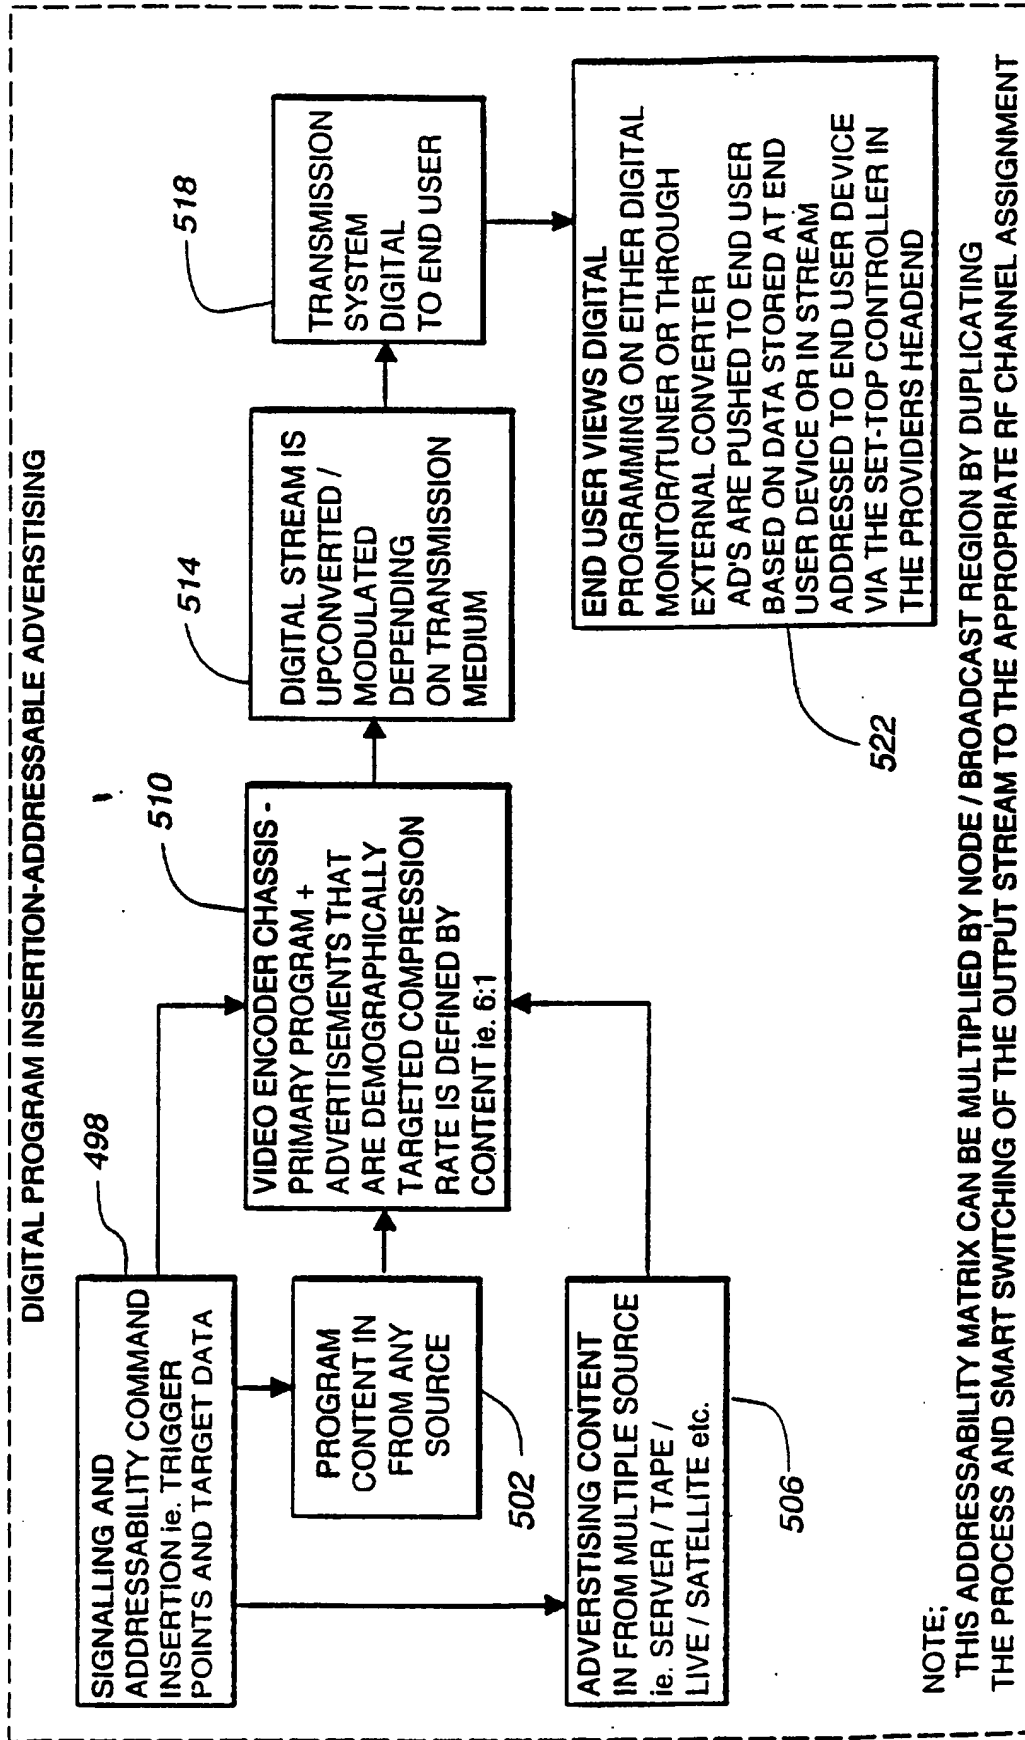 DIGITAL PROGRAM INSERTION-ADDRESSABLE ADVERSTISING
498
SIGNALLING AND
ADDRESSABILITY COMMAND
INSERTION ie. TRIGGER
POINTS AND TARGET DATA
PROGRAM
CONTENT IN
FROM ANY
SOURCE
502
ADVERSTISING CONTENT
IN FROM MULTIPLE SOURCE
ie. SERVER / TAPE /
LIVE / SATELLITE etc.
506
510
VIDEO ENCODER CHASSIS -
PRIMARY PROGRAM +
ADVERTISEMENTS THAT
ARE DEMOGRAPHICALLY
TARGETED COMPRESSION
RATE IS DEFINED BY
CONTENT ie. 6:1
514
DIGITAL STREAM IS
UPCONVERTED /
MODULATED
DEPENDING
ON TRANSMISSION
MEDIUM
518
TRANSMISSION
SYSTEM
DIGITAL
TO END USER
END USER VIEWS DIGITAL
PROGRAMMING ON EITHER DIGITAL
MONITOR/TUNER OR THROUGH
EXTERNAL CONVERTER
AD'S ARE PUSHED TO END USER
BASED ON DATA STORED AT END
USER DEVICE OR IN STREAM
ADDRESSED TO END USER DEVICE
VIA THE SET-TOP CONTROLLER IN
THE PROVIDERS HEADEND
522
NOTE;
THIS ADDRESSABILITY MATRIX CAN BE MULTIPLIED BY NODE / BROADCAST REGION BY DUPLICATING
THE PROCESS AND SMART SWITCHING OF THE OUTPUT STREAM TO THE APPROPRIATE RF CHANNEL ASSIGNMENT